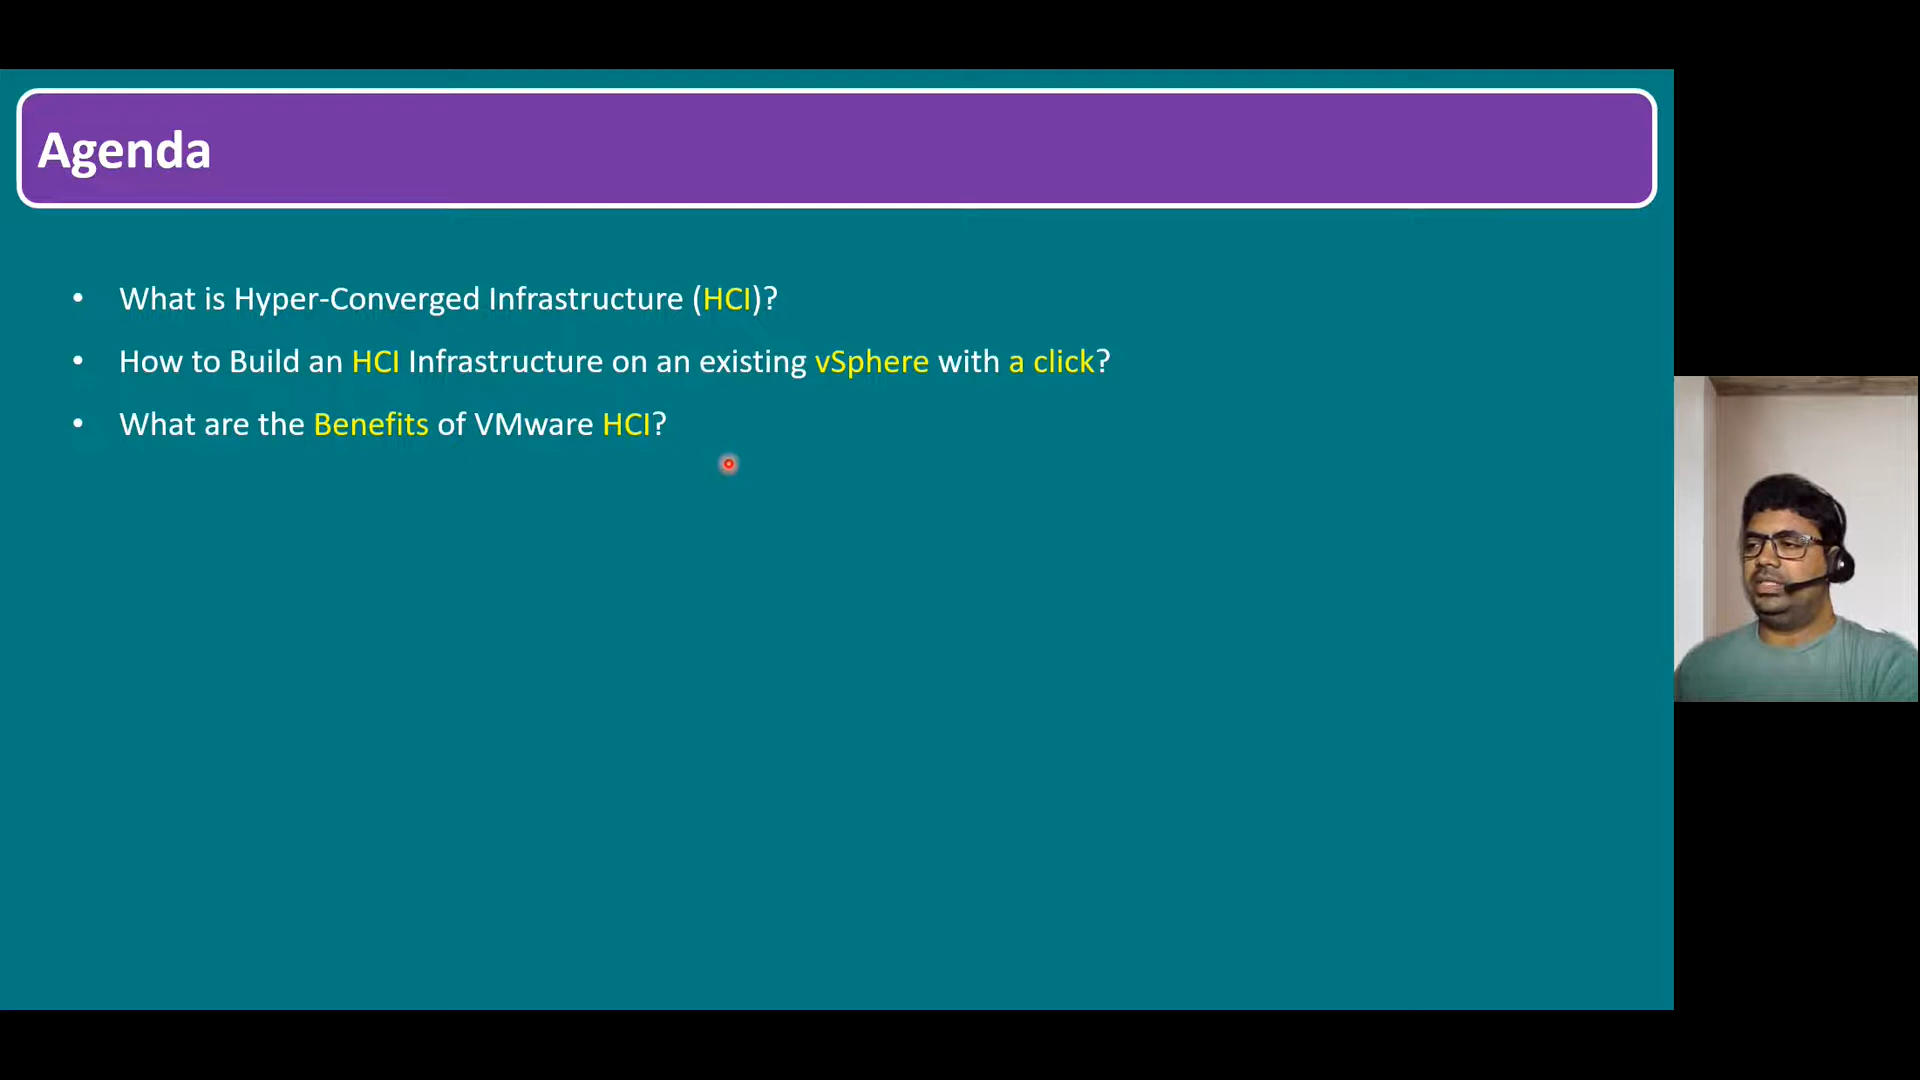 Agenda
• What is Hyper-Converged Infrastructure (HCI)?
• How to Build an HCI Infrastructure on an existing vSphere with a click?
• What are the Benefits of VMware HCI?